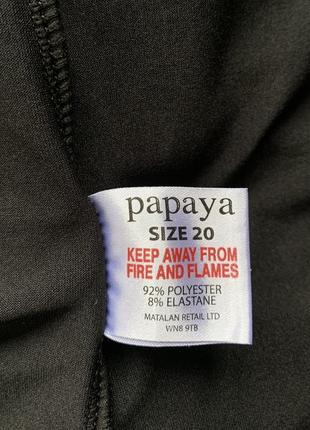 papaya
SIZE 20
KEEP AWAY FROM
FIRE AND FLAMES
92% POLYESTER
8% ELASTANE
MATALAN RETAIL LTD
WN8 9TB